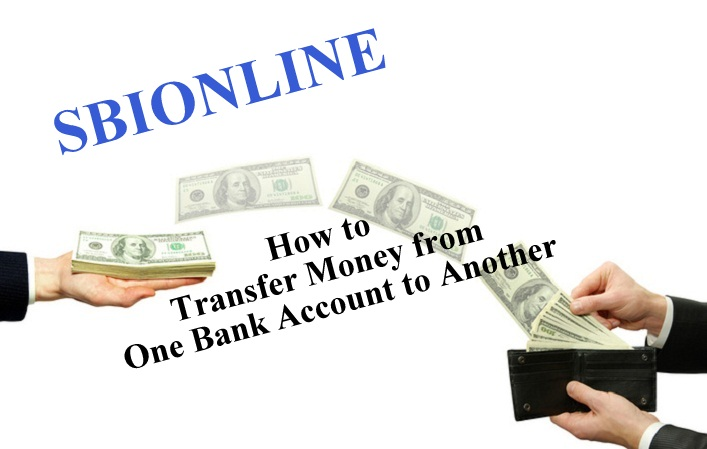 SBIONLINE
How to
Transfer Money from
One Bank Account to Another